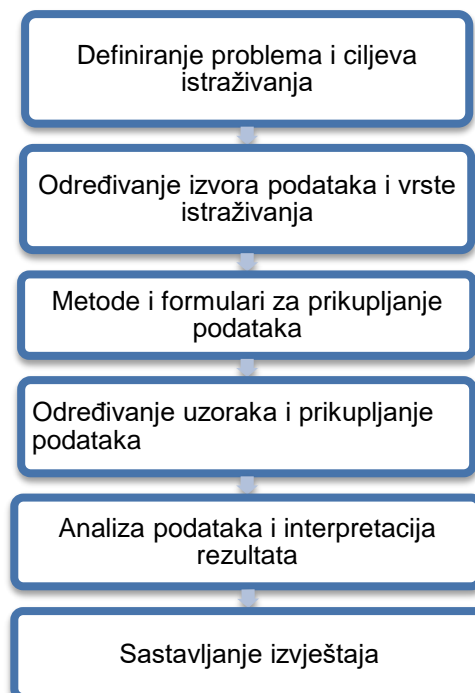 Definiranje problema i ciljeva
istraživanja
Određivanje izvora podataka i vrste
istraživanja
Metode i formulari za prikupljanje
podataka
Određivanje uzoraka i prikupljanje
podataka
Analiza podataka i interpretacija
rezultata
Sastavljanje izvještaja